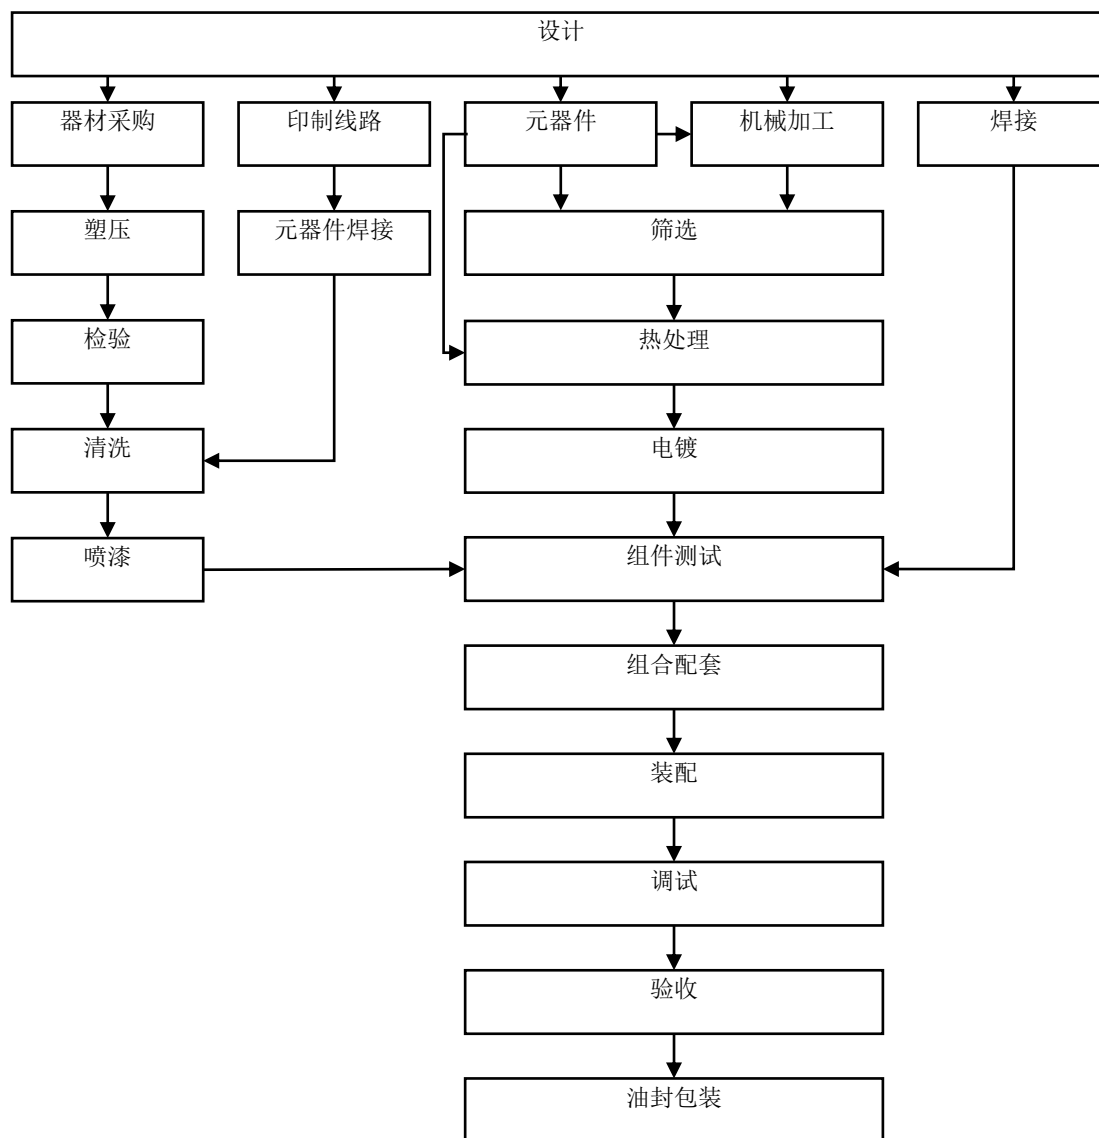 设计
器材采购
印制线路
元器件
机械加工
焊接
塑压
元器件焊接
筛选
检验
热处理
清洗
电镀
喷漆
组件测试
组合配套
装配
调试
验收
油封包装